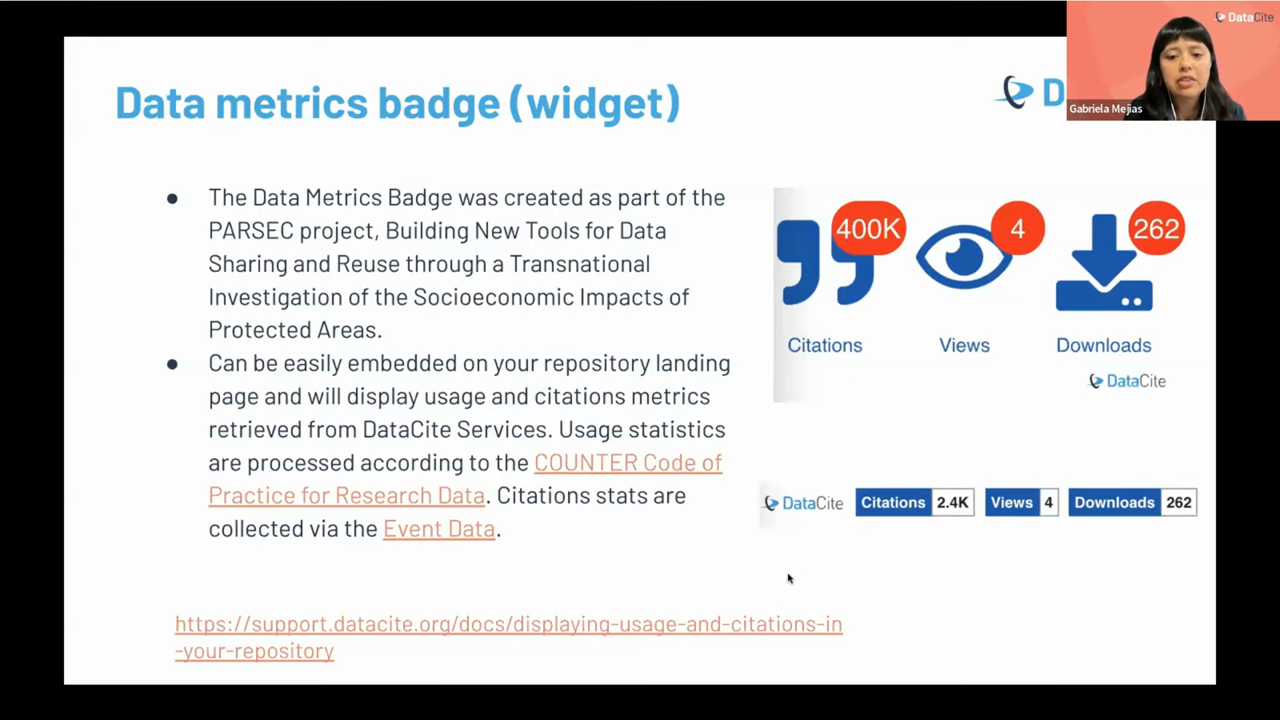 DataCite
Gabriela Mejias
Data metrics badge (widget)
D
● The Data Metrics Badge was created as part of the
PARSEC project, Building New Tools for Data
Sharing and Reuse through a Transnational
Investigation of the Socioeconomic Impacts of
Protected Areas.
● Can be easily embedded on your repository landing
page and will display usage and citations metrics
retrieved from DataCite Services. Usage statistics
are processed according to the COUNTER Code of
Practice for Research Data. Citations stats are
collected via the Event Data.
400K 4 262
Citations Views Downloads
DataCite
DataCite Citations 2.4K Views 4 Downloads 262
https://support.datacite.org/docs/displaying-usage-and-citations-in
-your-repository